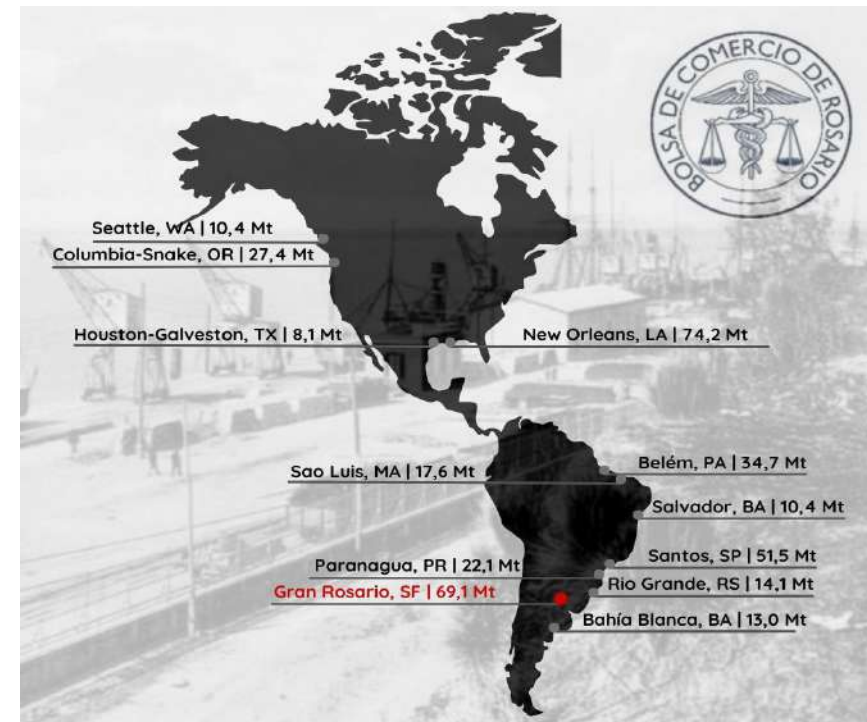 BOLSA DE COMERCIO DE ROSARIO
Seattle, WA | 10,4 Mt
Columbia-Snake, OR | 27,4 Mt
Houston-Galveston, TX | 8,1 Mt
New Orleans, LA | 74,2 Mt
Belém, PA | 34,7 Mt
Sao Luis, MA | 17,6 Mt
Salvador, BA | 10,4 Mt
Santos, SP | 51,5 Mt
Paranagua, PR | 22,1 Mt
Rio Grande, RS | 14,1 Mt
Gran Rosario, SF | 69,1 Mt
Bahía Blanca, BA | 13,0 Mt